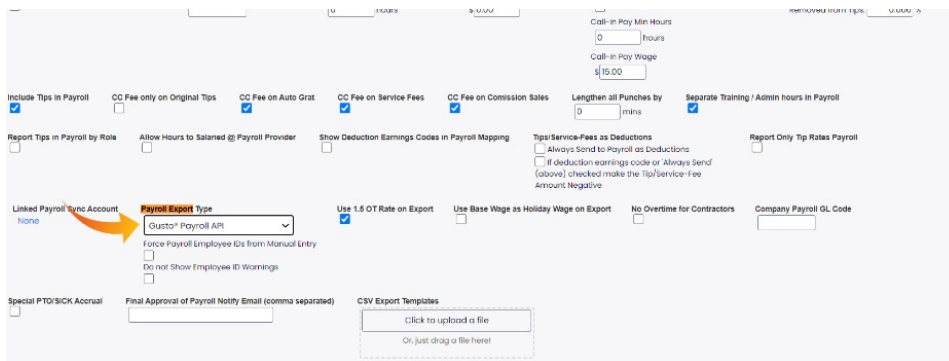 0 hours
$ 0.00
Removed from Tips. 0.000 %
Call-In Pay Min Hours
0 hours
Call-In Pay Wage
$ 15.00
Include Tips in Payroll CC Fee only on Original Tips CC Fee on Auto Grat CC Fee on Service Fees CC Fee on Comission Sales Lengthen all Punches by Separate Training / Admin hours in Payroll
0 mins
Report Tips in Payroll by Role Allow Hours to Salaried @ Payroll Provider Show Deduction Earnings Codes in Payroll Mapping Tips/Service-Fees as Deductions Report Only Tip Rates Payroll
Always Send to Payroll as Deductions
If deduction earnings code or 'Always Send'
(above) checked make the Tip/Service-Fee
Amount Negative
Linked Payroll Sync Account Payroll Export Type Use 1.5 OT Rate on Export Use Base Wage as Holiday Wage on Export No Overtime for Contractors Company Payroll GL Code
None Gusto® Payroll API
Force Payroll Employee IDs from Manual Entry
Do not Show Employee ID Warnings
Special PTO/SICK Accrual Final Approval of Payroll Notify Email (comma separated) CSV Export Templates
Click to upload a file
Or, just drag a file here!